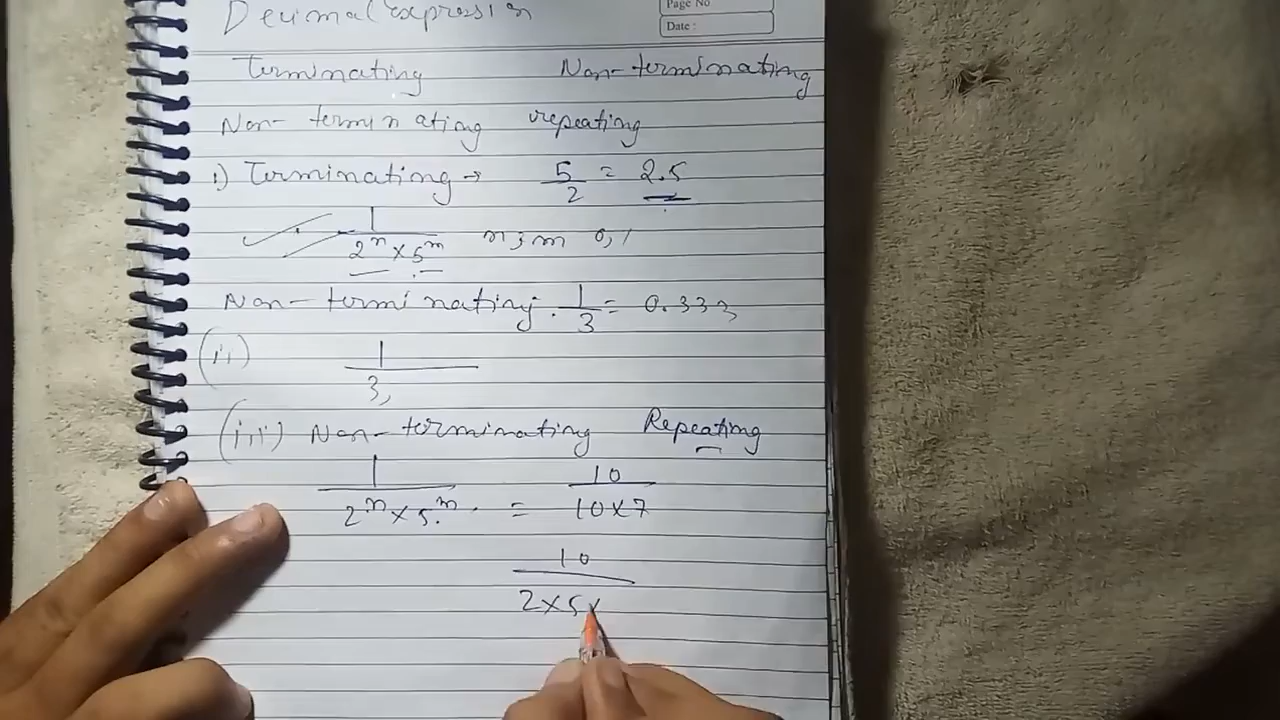 Decimal expression
Page No
Date :
Terminating Non-terminating
Non-terminating repeating
i.) Terminating → 5/2 = 2.5
1/2ⁿ × 5ᵐ n, m 0, 1
Non-terminating. 1/3 = 0.333
(ii) 1/3,
(iii) Non-terminating Repeating
1/2ⁿ × 5ᵐ = 10/10×7
10/2×5×